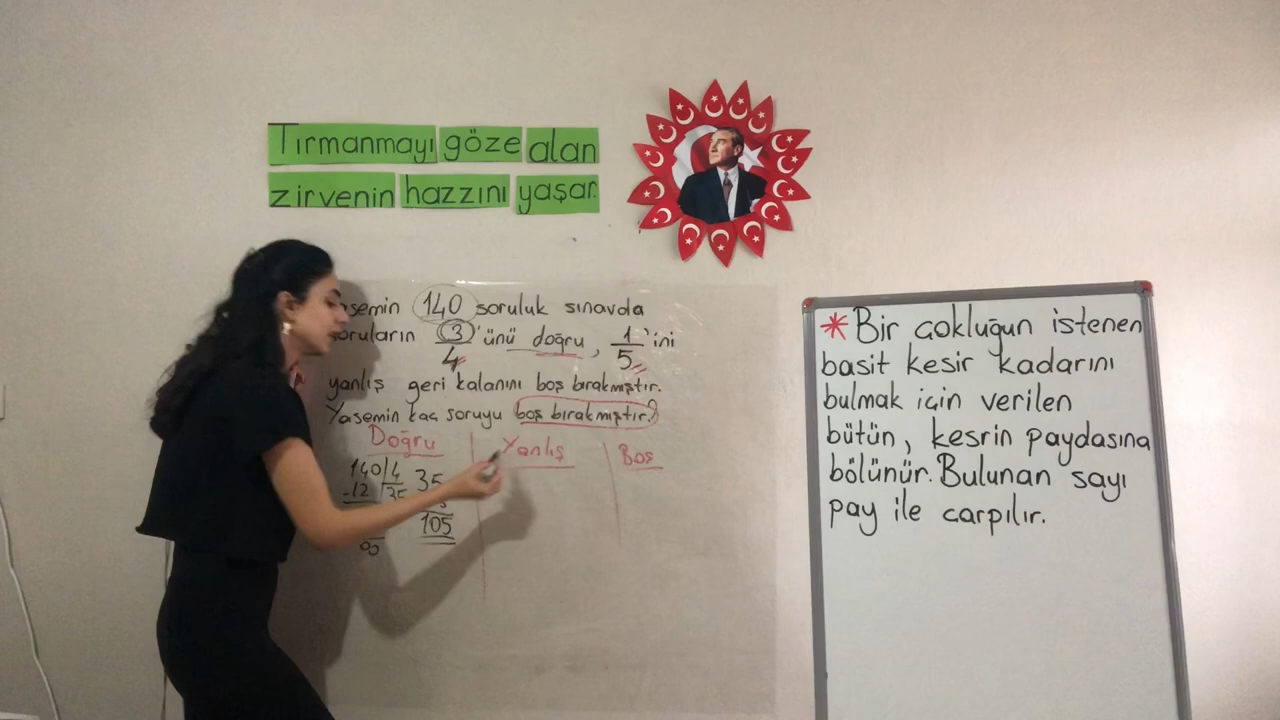 Tırmanmayı göze alan
zirvenin hazzını yaşar.
140 soruluk sınavda
3/4'ünü doğru, 1/5'ini
yanlış geri kalanını boş bırakmıştır.
Yasemin kaç soruyu boş bırakmıştır?
Doğru Yanlış Boş
140 4 35
-12 35
105
00
* Bir çokluğun istenen
basit kesir kadarını
bulmak için verilen
bütün, kesrin paydasına
bölünür. Bulunan sayı
pay ile çarpılır.